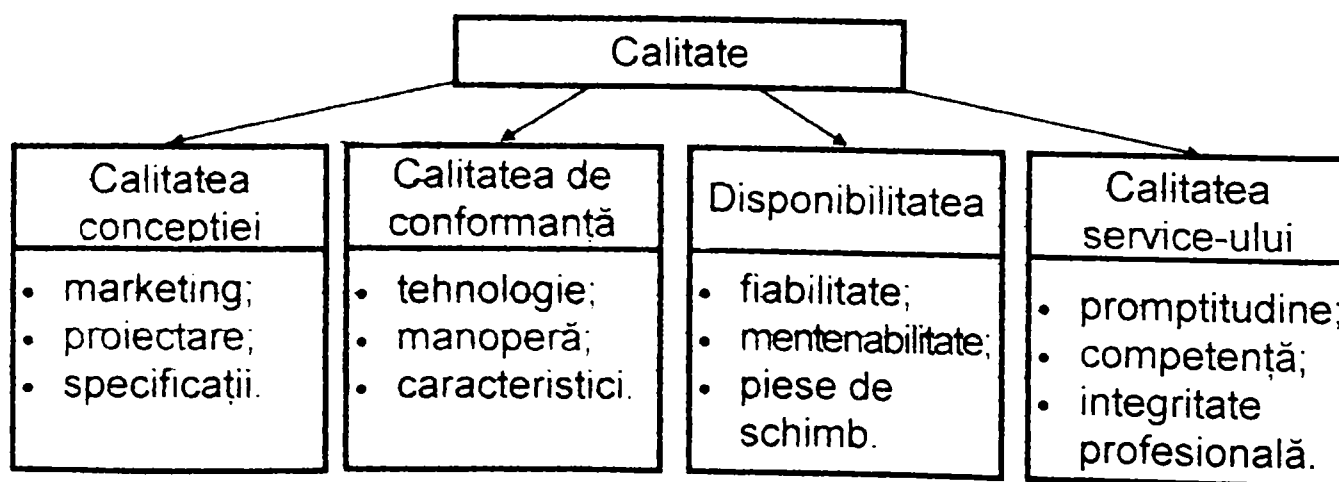 Calitate
Calitatea
conceptiei
• marketing;
• proiectare;
• specificații.
Calitatea de
conformanță
• tehnologie;
• manoperă;
• caracteristici.
Disponibilitatea
• fiabilitate;
• mentenabilitate;
• piese de
schimb.
Calitatea
service-ului
• promptitudine;
• competență;
• integritate
profesională.